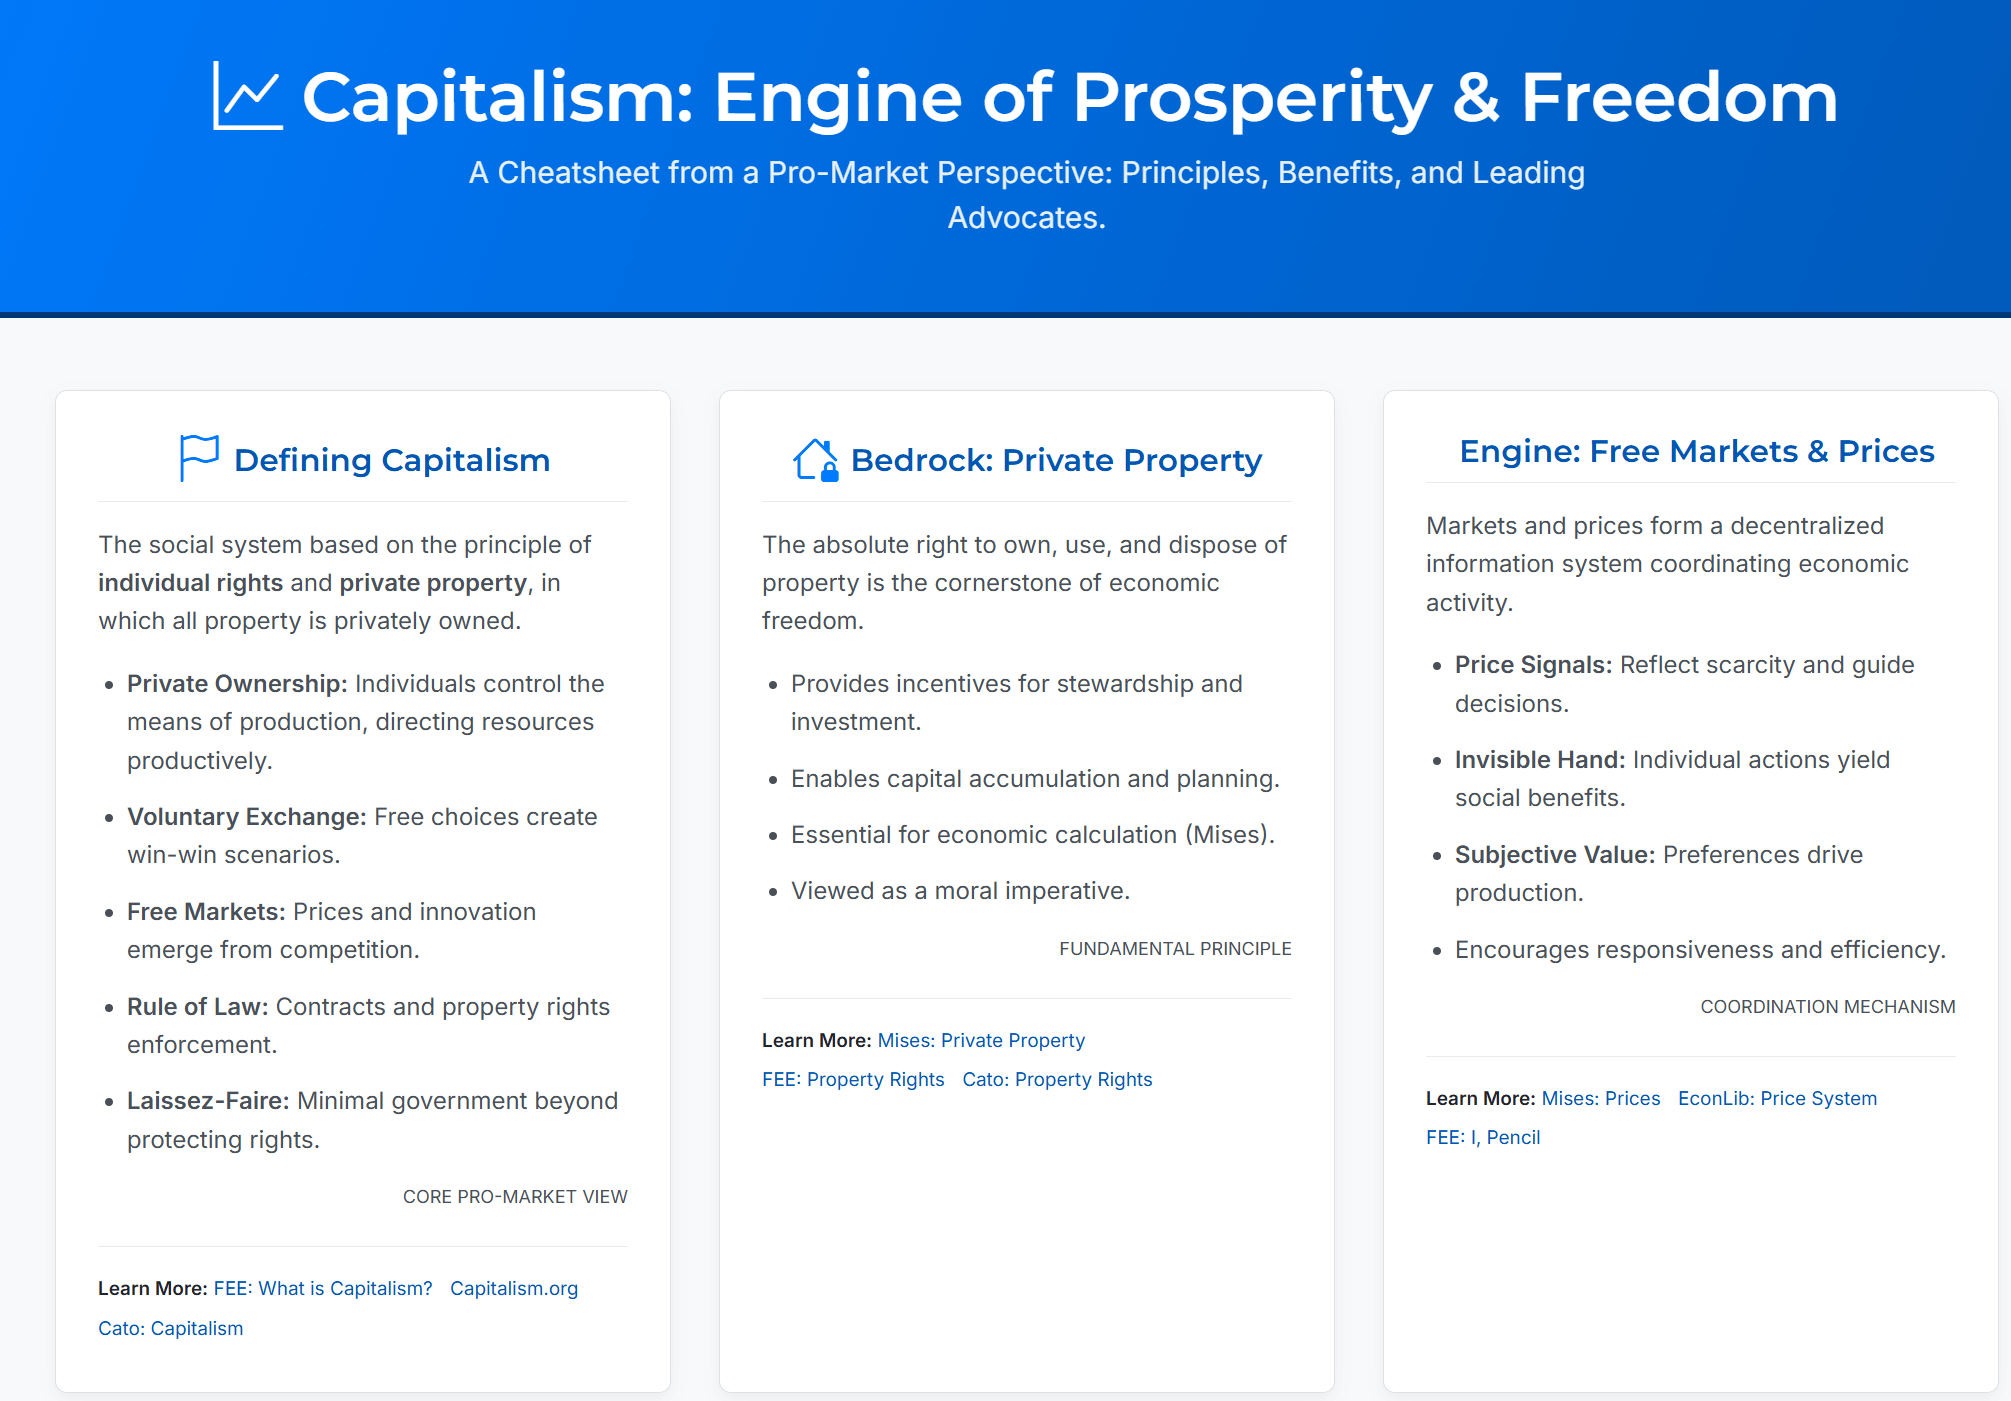 Capitalism: Engine of Prosperity & Freedom
A Cheatsheet from a Pro-Market Perspective: Principles, Benefits, and Leading
Advocates.
Defining Capitalism
The social system based on the principle of
individual rights and private property, in
which all property is privately owned.
• Private Ownership: Individuals control the
means of production, directing resources
productively.
• Voluntary Exchange: Free choices create
win-win scenarios.
• Free Markets: Prices and innovation
emerge from competition.
• Rule of Law: Contracts and property rights
enforcement.
• Laissez-Faire: Minimal government beyond
protecting rights.
CORE PRO-MARKET VIEW
Learn More: FEE: What is Capitalism? Capitalism.org
Cato: Capitalism
Bedrock: Private Property
The absolute right to own, use, and dispose of
property is the cornerstone of economic
freedom.
• Provides incentives for stewardship and
investment.
• Enables capital accumulation and planning.
• Essential for economic calculation (Mises).
• Viewed as a moral imperative.
FUNDAMENTAL PRINCIPLE
Learn More: Mises: Private Property
FEE: Property Rights Cato: Property Rights
Engine: Free Markets & Prices
Markets and prices form a decentralized
information system coordinating economic
activity.
• Price Signals: Reflect scarcity and guide
decisions.
• Invisible Hand: Individual actions yield
social benefits.
• Subjective Value: Preferences drive
production.
• Encourages responsiveness and efficiency.
COORDINATION MECHANISM
Learn More: Mises: Prices EconLib: Price System
FEE: I, Pencil